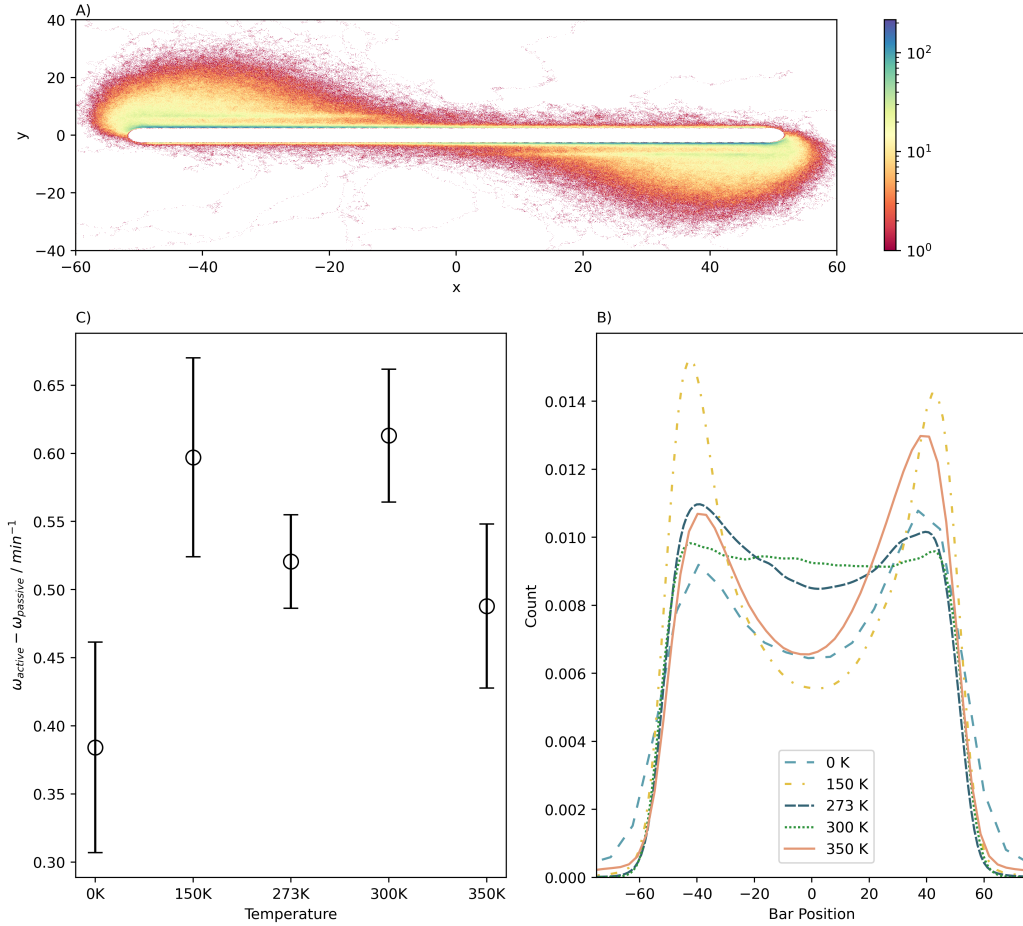 A)
40
20
0
−20
−40
y
−60
−40
−20
0
20
40
60
x
10²
10¹
10⁰
C)
0.65
0.60
0.55
0.50
0.45
0.40
0.35
0.30
ω_active − ω_passive / min⁻¹
0K
150K
273K
300K
350K
Temperature
B)
0.014
0.012
0.010
0.008
0.006
0.004
0.002
0.000
Count
0 K
150 K
273 K
300 K
350 K
−60
−40
−20
0
20
40
60
Bar Position